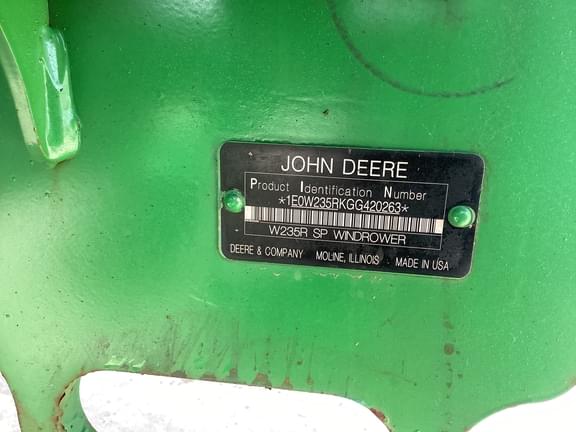 JOHN DEERE
Product Identification Number
*1E0W235RKGG420263*
W235R SP WINDROWER
DEERE & COMPANY MOLINE, ILLINOIS MADE IN USA